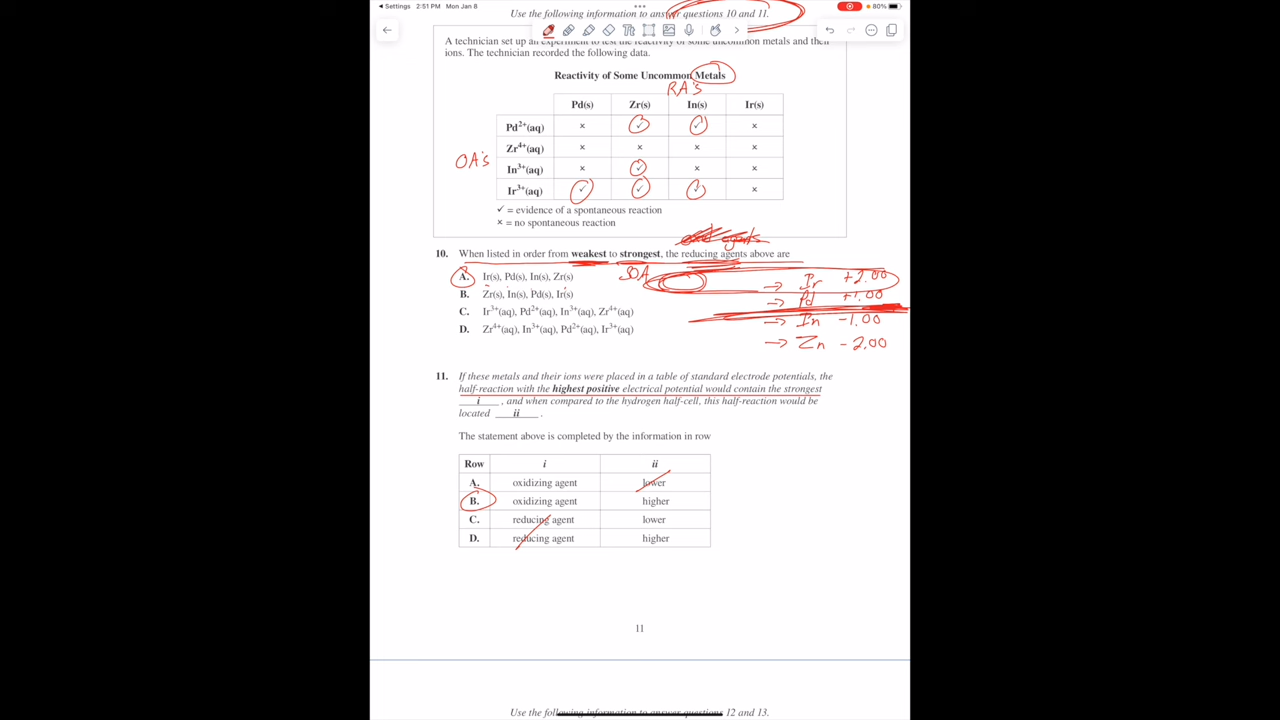 Settings 2:51 PM Mon Jan 8 80%
Use the following information to answer questions 10 and 11.
A technician set up an experiment to test the reactivity of some uncommon metals and their
ions. The technician recorded the following data.
Reactivity of Some Uncommon Metals
RA's
Pd(s) Zr(s) In(s) Ir(s)
Pd²⁺(aq) × ✓ ✓ ×
Zr⁴⁺(aq) × × × ×
OA's
In³⁺(aq) × ✓ × ×
Ir³⁺(aq) ✓ ✓ ✓ ×
✓ = evidence of a spontaneous reaction
× = no spontaneous reaction
agents
10. When listed in order from weakest to strongest, the reducing agents above are
SOA
A. Ir(s), Pd(s), In(s), Zr(s)
B. Zr(s), In(s), Pd(s), Ir(s)
C. Ir³⁺(aq), Pd²⁺(aq), In³⁺(aq), Zr⁴⁺(aq)
D. Zr⁴⁺(aq), In³⁺(aq), Pd²⁺(aq), Ir³⁺(aq)
→ Ir +2.00
→ Pd +1.00
→ In -1.00
→ Zn -2.00
11. If these metals and their ions were placed in a table of standard electrode potentials, the
half-reaction with the highest positive electrical potential would contain the strongest
i , and when compared to the hydrogen half-cell, this half-reaction would be
located ii .
The statement above is completed by the information in row
Row i ii
A. oxidizing agent lower
B. oxidizing agent higher
C. reducing agent lower
D. reducing agent higher
11
Use the following information to answer questions 12 and 13.